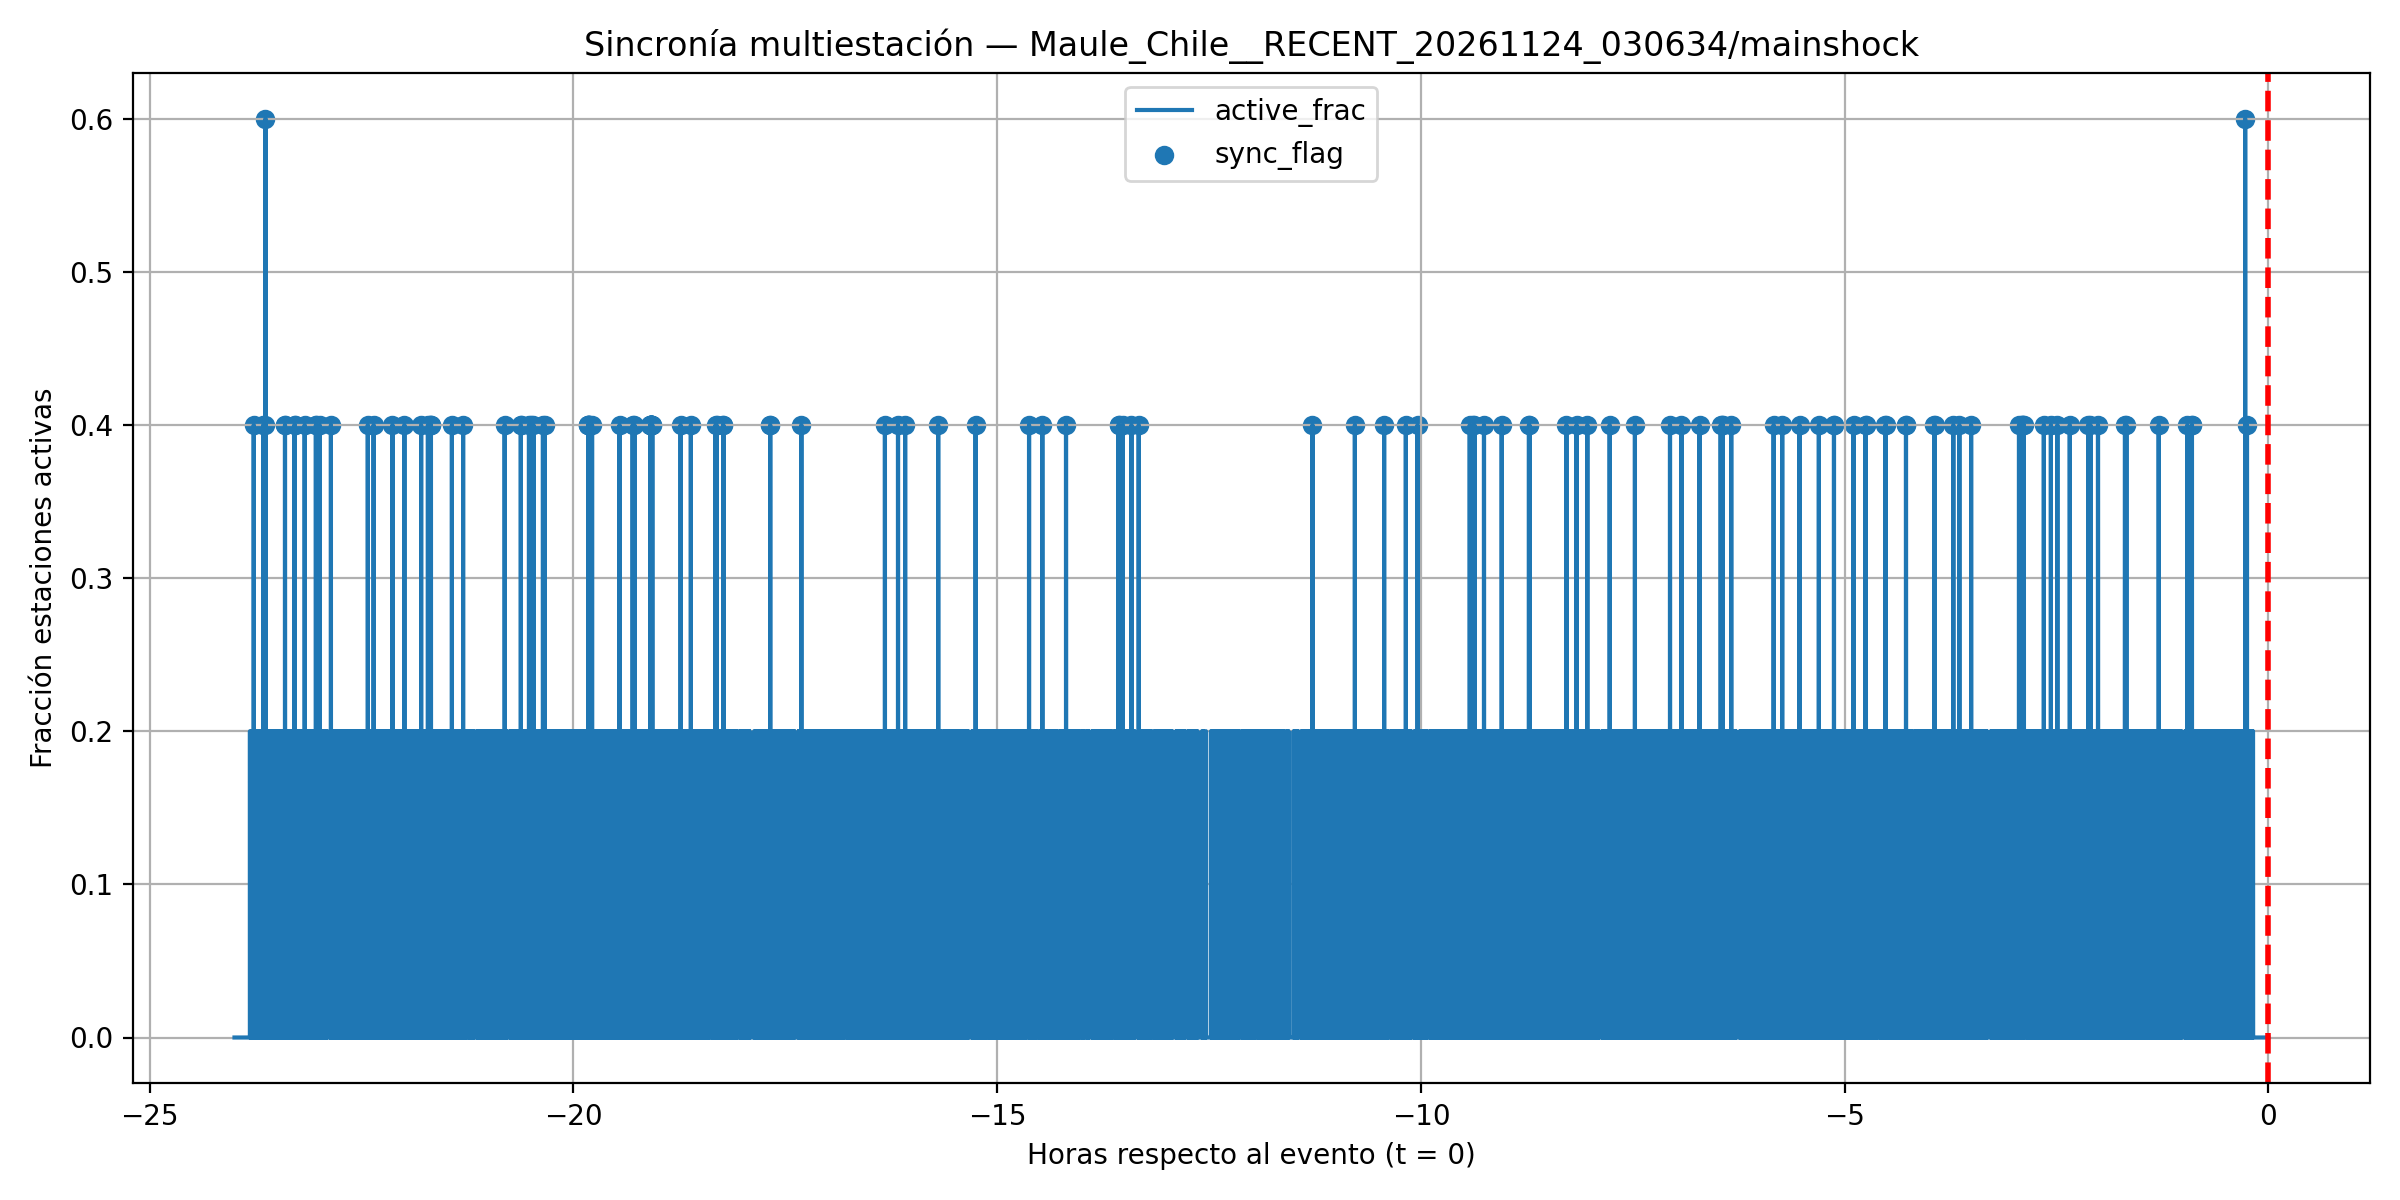 Sincronía multiestación — Maule_Chile__RECENT_20261124_030634/mainshock
active_frac
sync_flag
Fracción estaciones activas
0.6
0.5
0.4
0.3
0.2
0.1
0.0
−25
−20
−15
−10
−5
0
Horas respecto al evento (t = 0)